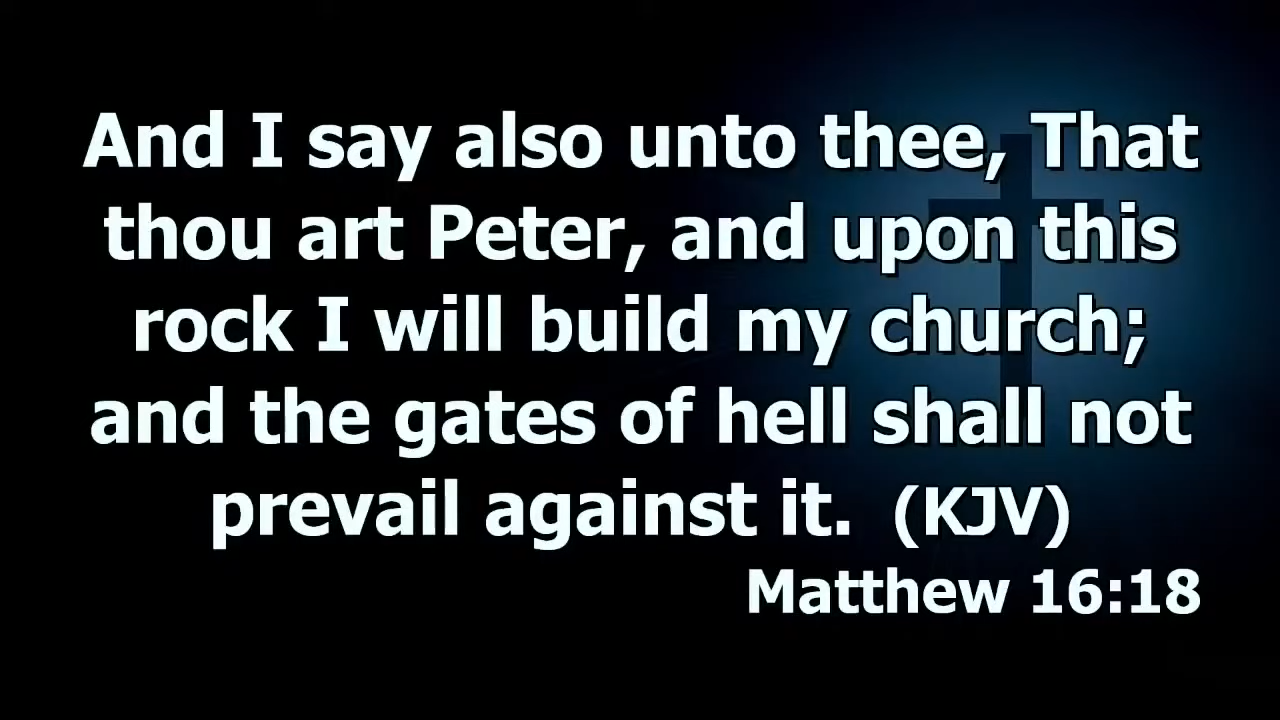 And I say also unto thee, That
thou art Peter, and upon this
rock I will build my church;
and the gates of hell shall not
prevail against it. (KJV)
Matthew 16:18